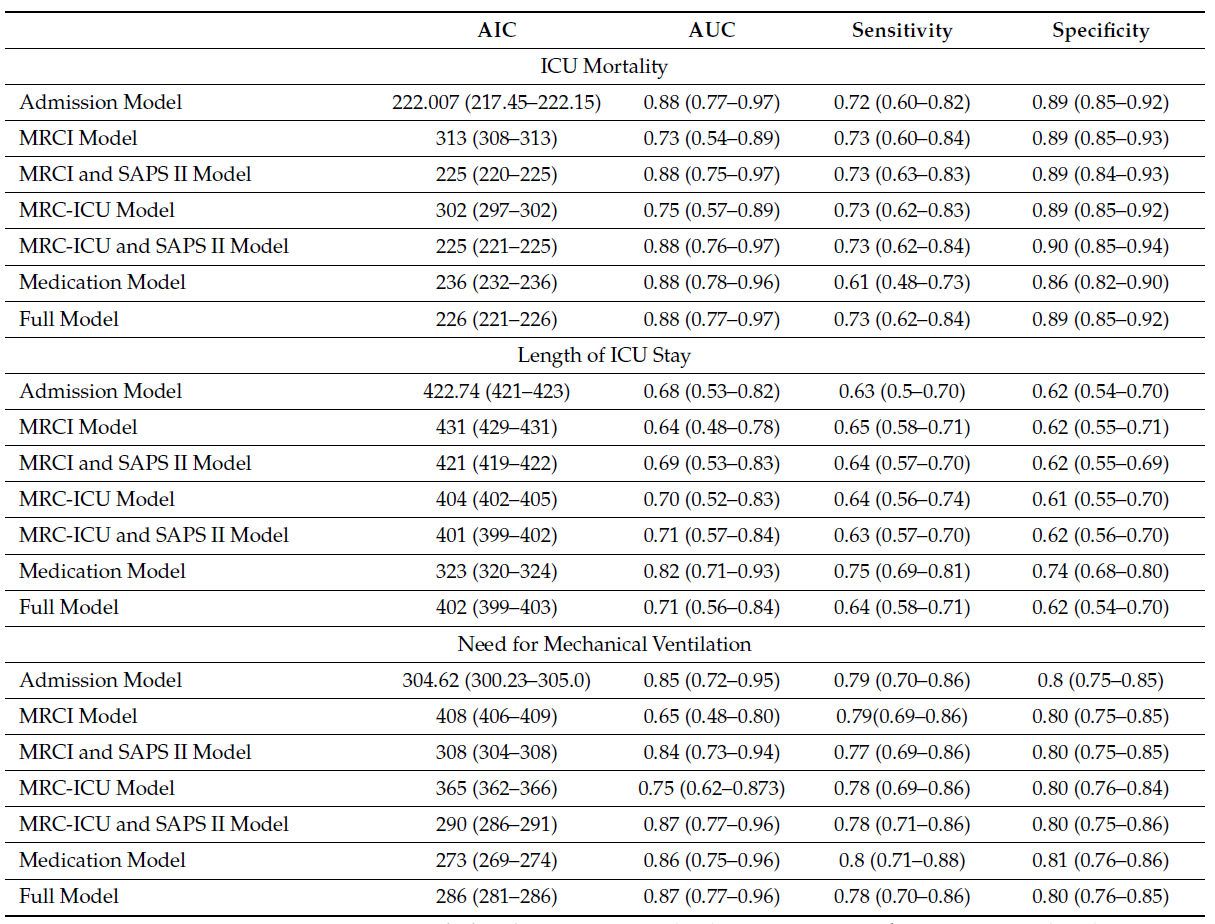 AIC AUC Sensitivity Specificity
ICU Mortality
Admission Model 222.007 (217.45–222.15) 0.88 (0.77–0.97) 0.72 (0.60–0.82) 0.89 (0.85–0.92)
MRCI Model 313 (308–313) 0.73 (0.54–0.89) 0.73 (0.60–0.84) 0.89 (0.85–0.93)
MRCI and SAPS II Model 225 (220–225) 0.88 (0.75–0.97) 0.73 (0.63–0.83) 0.89 (0.84–0.93)
MRC-ICU Model 302 (297–302) 0.75 (0.57–0.89) 0.73 (0.62–0.83) 0.89 (0.85–0.92)
MRC-ICU and SAPS II Model 225 (221–225) 0.88 (0.76–0.97) 0.73 (0.62–0.84) 0.90 (0.85–0.94)
Medication Model 236 (232–236) 0.88 (0.78–0.96) 0.61 (0.48–0.73) 0.86 (0.82–0.90)
Full Model 226 (221–226) 0.88 (0.77–0.97) 0.73 (0.62–0.84) 0.89 (0.85–0.92)
Length of ICU Stay
Admission Model 422.74 (421–423) 0.68 (0.53–0.82) 0.63 (0.5–0.70) 0.62 (0.54–0.70)
MRCI Model 431 (429–431) 0.64 (0.48–0.78) 0.65 (0.58–0.71) 0.62 (0.55–0.71)
MRCI and SAPS II Model 421 (419–422) 0.69 (0.53–0.83) 0.64 (0.57–0.70) 0.62 (0.55–0.69)
MRC-ICU Model 404 (402–405) 0.70 (0.52–0.83) 0.64 (0.56–0.74) 0.61 (0.55–0.70)
MRC-ICU and SAPS II Model 401 (399–402) 0.71 (0.57–0.84) 0.63 (0.57–0.70) 0.62 (0.56–0.70)
Medication Model 323 (320–324) 0.82 (0.71–0.93) 0.75 (0.69–0.81) 0.74 (0.68–0.80)
Full Model 402 (399–403) 0.71 (0.56–0.84) 0.64 (0.58–0.71) 0.62 (0.54–0.70)
Need for Mechanical Ventilation
Admission Model 304.62 (300.23–305.0) 0.85 (0.72–0.95) 0.79 (0.70–0.86) 0.8 (0.75–0.85)
MRCI Model 408 (406–409) 0.65 (0.48–0.80) 0.79(0.69–0.86) 0.80 (0.75–0.85)
MRCI and SAPS II Model 308 (304–308) 0.84 (0.73–0.94) 0.77 (0.69–0.86) 0.80 (0.75–0.85)
MRC-ICU Model 365 (362–366) 0.75 (0.62–0.873) 0.78 (0.69–0.86) 0.80 (0.76–0.84)
MRC-ICU and SAPS II Model 290 (286–291) 0.87 (0.77–0.96) 0.78 (0.71–0.86) 0.80 (0.75–0.86)
Medication Model 273 (269–274) 0.86 (0.75–0.96) 0.8 (0.71–0.88) 0.81 (0.76–0.86)
Full Model 286 (281–286) 0.87 (0.77–0.96) 0.78 (0.70–0.86) 0.80 (0.76–0.85)